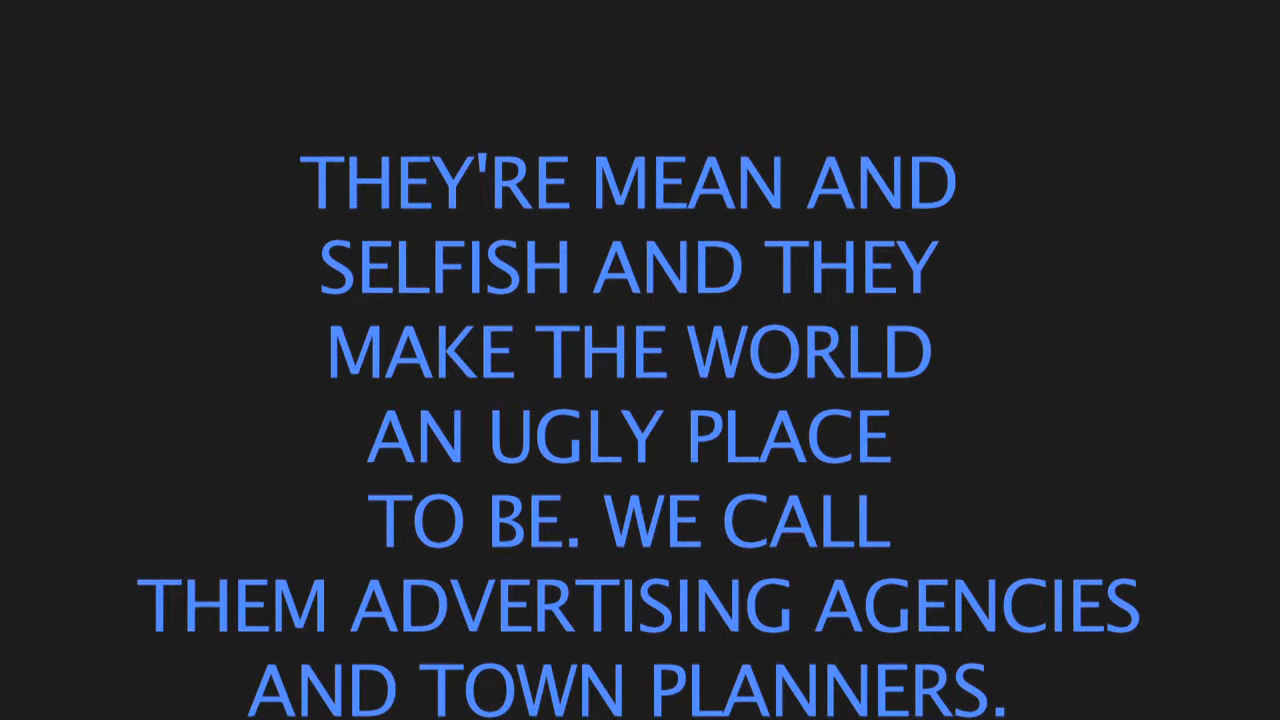 THEY'RE MEAN AND
SELFISH AND THEY
MAKE THE WORLD
AN UGLY PLACE
TO BE. WE CALL
THEM ADVERTISING AGENCIES
AND TOWN PLANNERS.